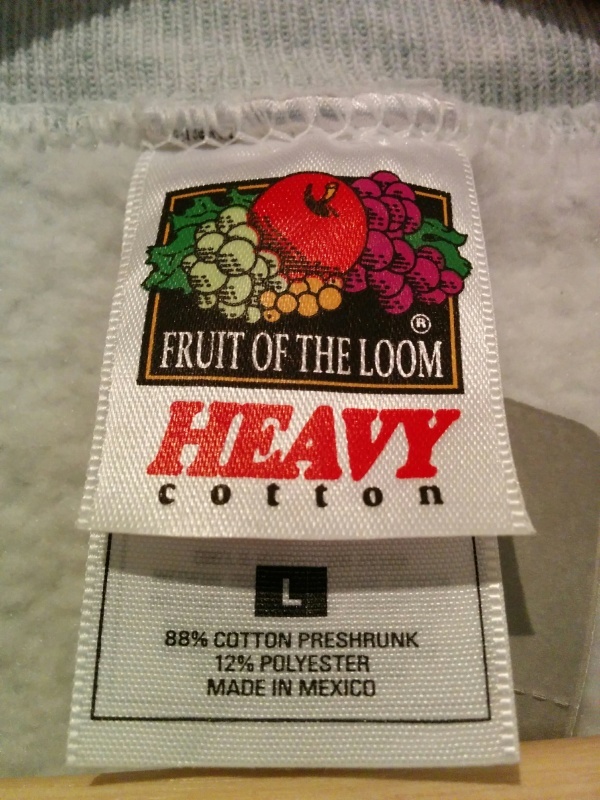 FRUIT OF THE LOOM ®
HEAVY
cotton
L
88% COTTON PRESHRUNK
12% POLYESTER
MADE IN MEXICO